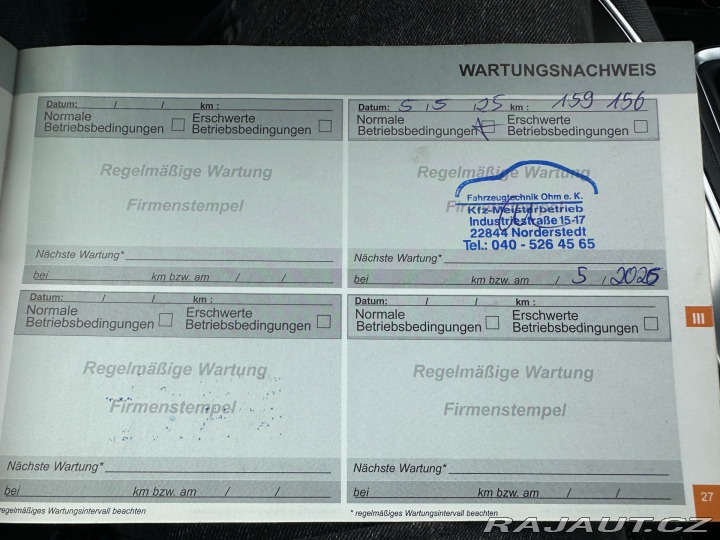 WARTUNGSNACHWEIS
Datum: / / km :
Normale Betriebsbedingungen
Erschwerte Betriebsbedingungen
Regelmäßige Wartung
Firmenstempel
Nächste Wartung*
bei km bzw. am / /
Datum: 5 / 5 / 25 km : 159 156
Normale Betriebsbedingungen
Erschwerte Betriebsbedingungen
Regelmäßige Wartung
Firmenstempel
Fahrzeugtechnik Ohm e. K.
Kfz-Meisterbetrieb
Industriestraße 15-17
22844 Norderstedt
Tel.: 040 - 526 45 65
Nächste Wartung*
bei km bzw. am / 5 /
Datum: / / km :
Normale Betriebsbedingungen
Erschwerte Betriebsbedingungen
Regelmäßige Wartung
Firmenstempel
Nächste Wartung*
bei km bzw. am / /
regelmäßiges Wartungsintervall beachten
Datum: / / km :
Normale Betriebsbedingungen
Erschwerte Betriebsbedingungen
Regelmäßige Wartung
Firmenstempel
Nächste Wartung*
bei km bzw. am / /
* regelmäßiges Wartungsintervall beachten
III
27
RAJAUT.CZ